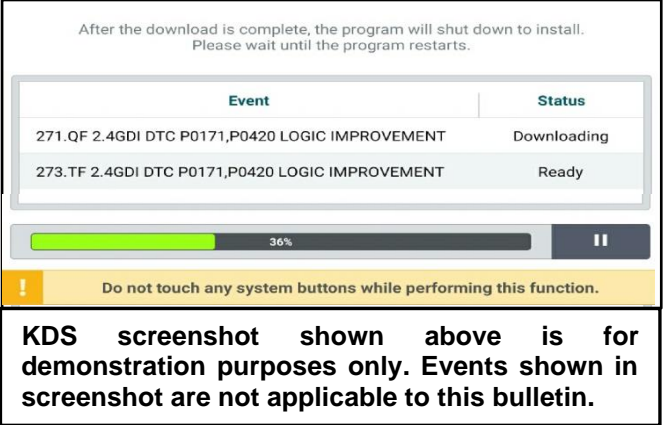 After the download is complete, the program will shut down to install.
Please wait until the program restarts.
Event Status
271.QF 2.4GDI DTC P0171,P0420 LOGIC IMPROVEMENT Downloading
273.TF 2.4GDI DTC P0171,P0420 LOGIC IMPROVEMENT Ready
36%
! Do not touch any system buttons while performing this function.
KDS screenshot shown above is for
demonstration purposes only. Events shown in
screenshot are not applicable to this bulletin.